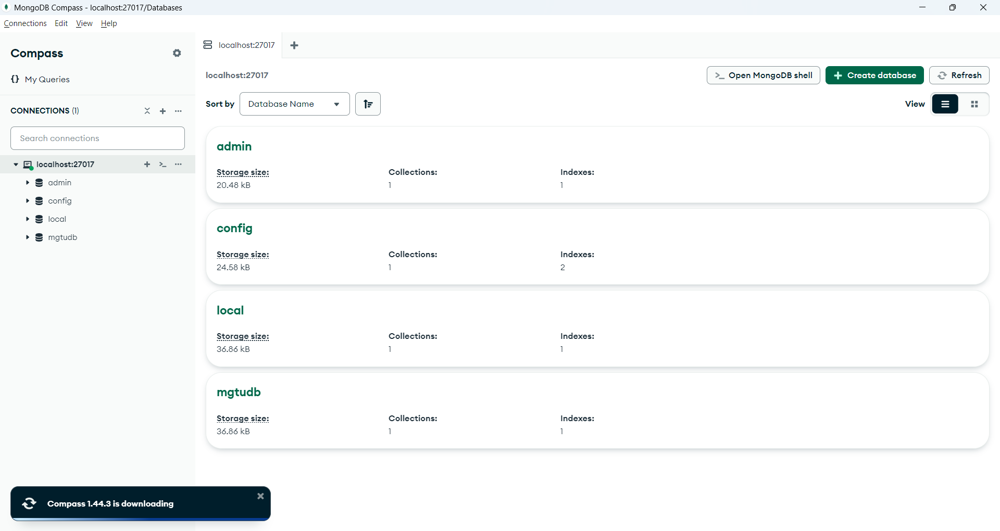 MongoDB Compass - localhost:27017/Databases
Connections Edit View Help
Compass
{} My Queries
CONNECTIONS (1)
Search connections
localhost:27017
admin
config
local
mgtudb
localhost:27017
localhost:27017
>_ Open MongoDB shell
Create database
Refresh
Sort by
Database Name
View
admin
Storage size: Collections: Indexes:
20.48 kB 1 1
config
Storage size: Collections: Indexes:
24.58 kB 1 2
local
Storage size: Collections: Indexes:
36.86 kB 1 1
mgtudb
Storage size: Collections: Indexes:
36.86 kB 1 1
Compass 1.44.3 is downloading